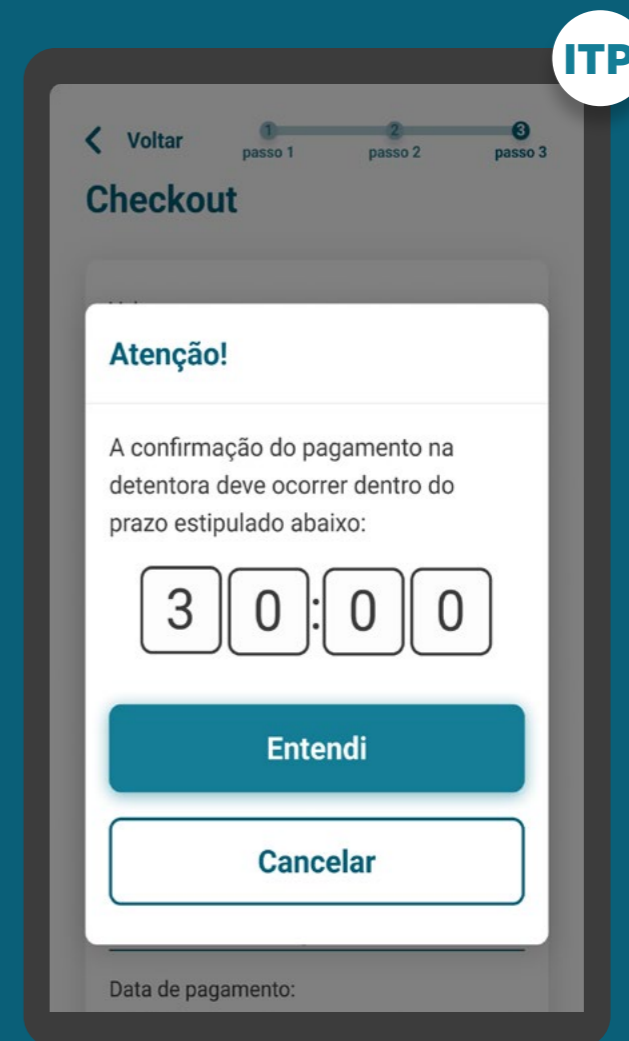 ITP
Voltar
1 2 3
passo 1 passo 2 passo 3
Checkout
Atenção!
A confirmação do pagamento na
detentora deve ocorrer dentro do
prazo estipulado abaixo:
30:00
Entendi
Cancelar
Data de pagamento: